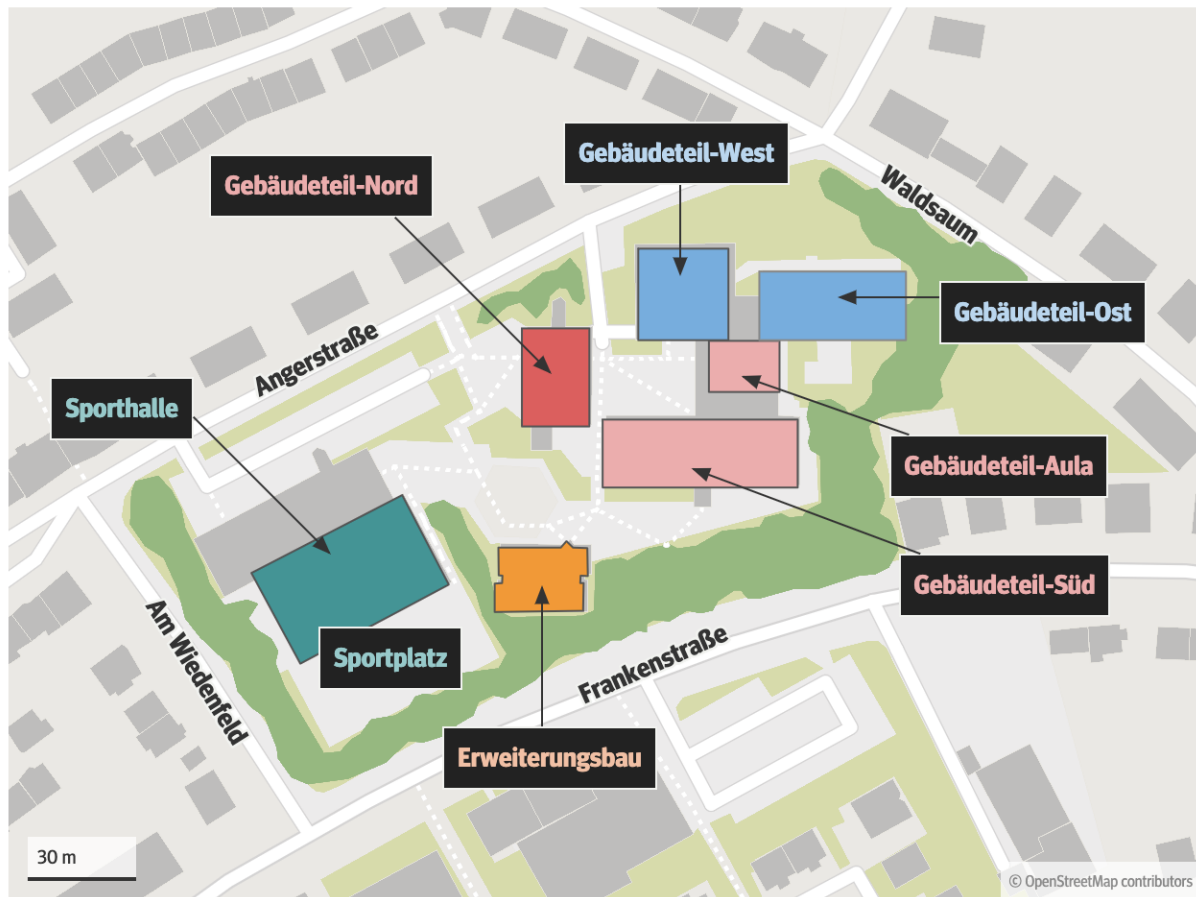 Gebäudeteil-West
Gebäudeteil-Nord
Waldsaum
Gebäudeteil-Ost
Angerstraße
Sporthalle
Gebäudeteil-Aula
Gebäudeteil-Süd
Am Wiedenfeld
Sportplatz
Frankenstraße
Erweiterungsbau
30 m
© OpenStreetMap contributors